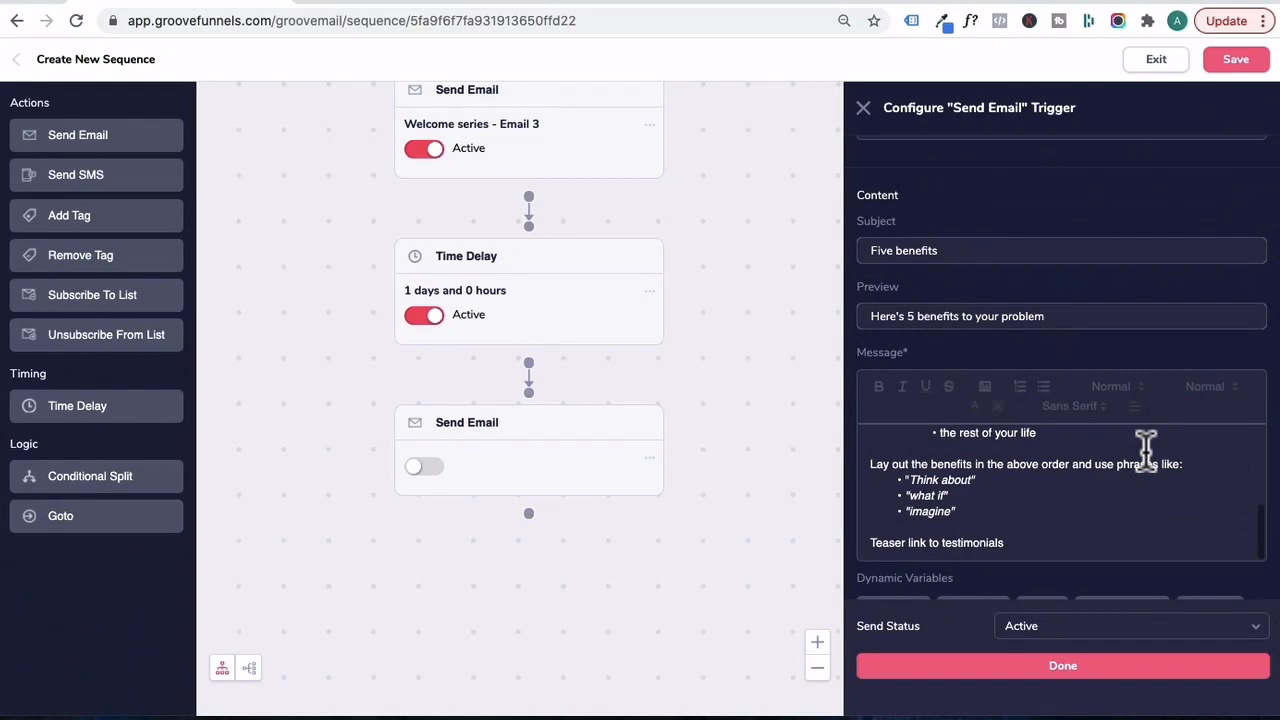 app.groovefunnels.com/groovemail/sequence/5fa9f6f7fa931913650ffd22
Update
Create New Sequence
Exit
Save
Actions
Send Email
Send SMS
Add Tag
Remove Tag
Subscribe To List
Unsubscribe From List
Timing
Time Delay
Logic
Conditional Split
Goto
Send Email
Welcome series - Email 3
Active
Time Delay
1 days and 0 hours
Active
Send Email
Configure "Send Email" Trigger
Content
Subject
Five benefits
Preview
Here's 5 benefits to your problem
Message*
B I U S Normal Normal
A A Sans Serif
• the rest of your life
Lay out the benefits in the above order and use phrases like:
• "Think about"
• "what if"
• "imagine"
Teaser link to testimonials
Dynamic Variables
Send Status
Active
Done